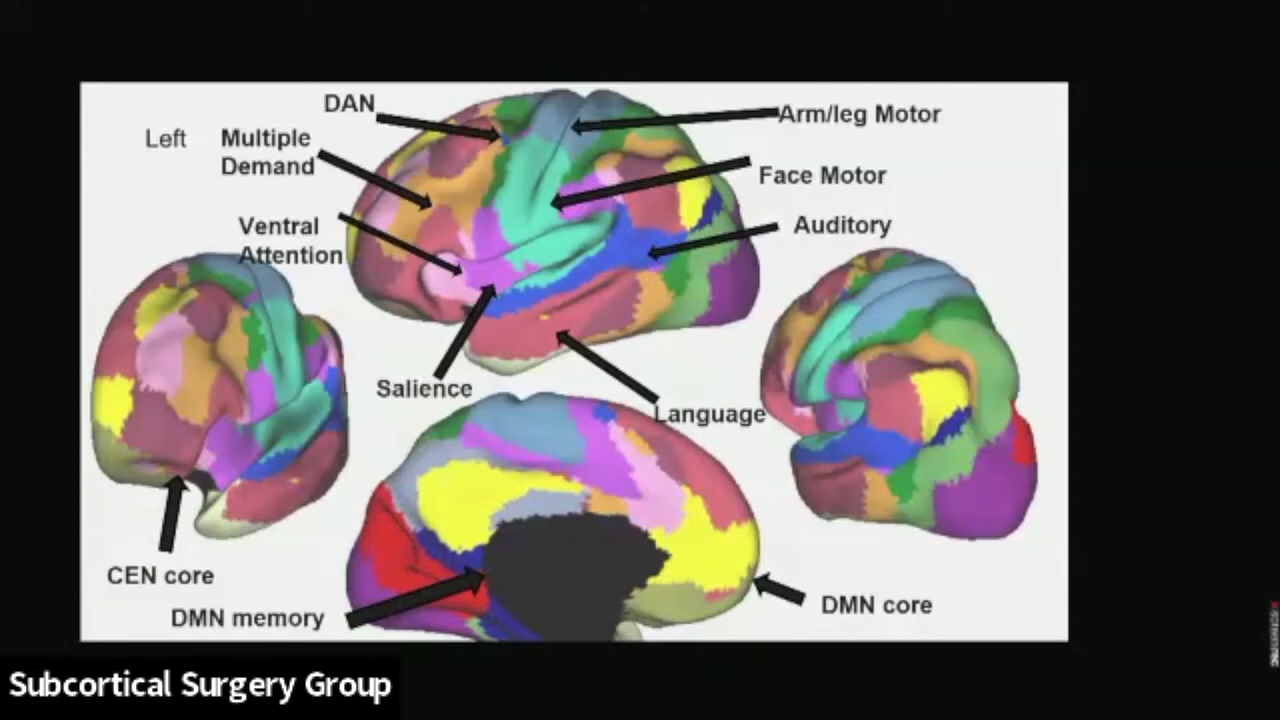 DAN
Arm/leg Motor
Left
Multiple
Demand
Face Motor
Ventral
Attention
Auditory
Salience
Language
CEN core
DMN memory
DMN core
Subcortical Surgery Group